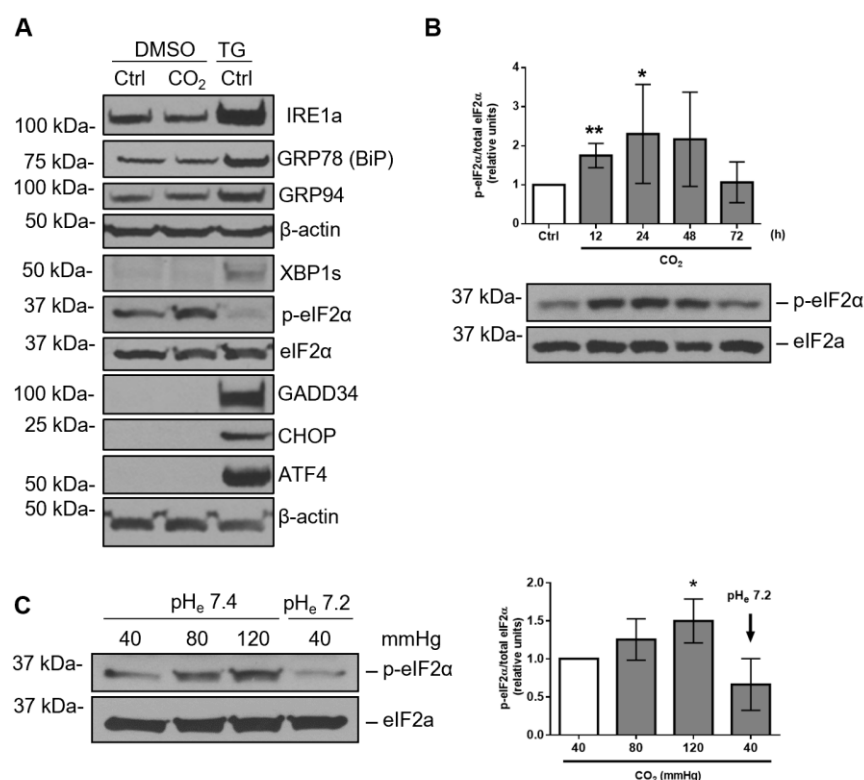 A
DMSO TG
Ctrl CO₂ Ctrl
100 kDa- IRE1a
75 kDa- GRP78 (BiP)
100 kDa- GRP94
50 kDa- β-actin
50 kDa- XBP1s
37 kDa- p-eIF2α
37 kDa- eIF2α
100 kDa- GADD34
25 kDa- CHOP
50 kDa- ATF4
50 kDa- β-actin
B
p-eIF2α/total eIF2α
(relative units)
4
3
2
1
0
** *
Ctrl 12 24 48 72 (h)
CO₂
37 kDa- – p-eIF2α
37 kDa- – eIF2a
C
pHₑ 7.4 pHₑ 7.2
40 80 120 40 mmHg
37 kDa- – p-eIF2α
37 kDa- – eIF2a
p-eIF2α/total eIF2α
(relative units)
2.0
1.5
1.0
0.5
0.0
* pHₑ 7.2
40 80 120 40
CO₂ (mmHg)